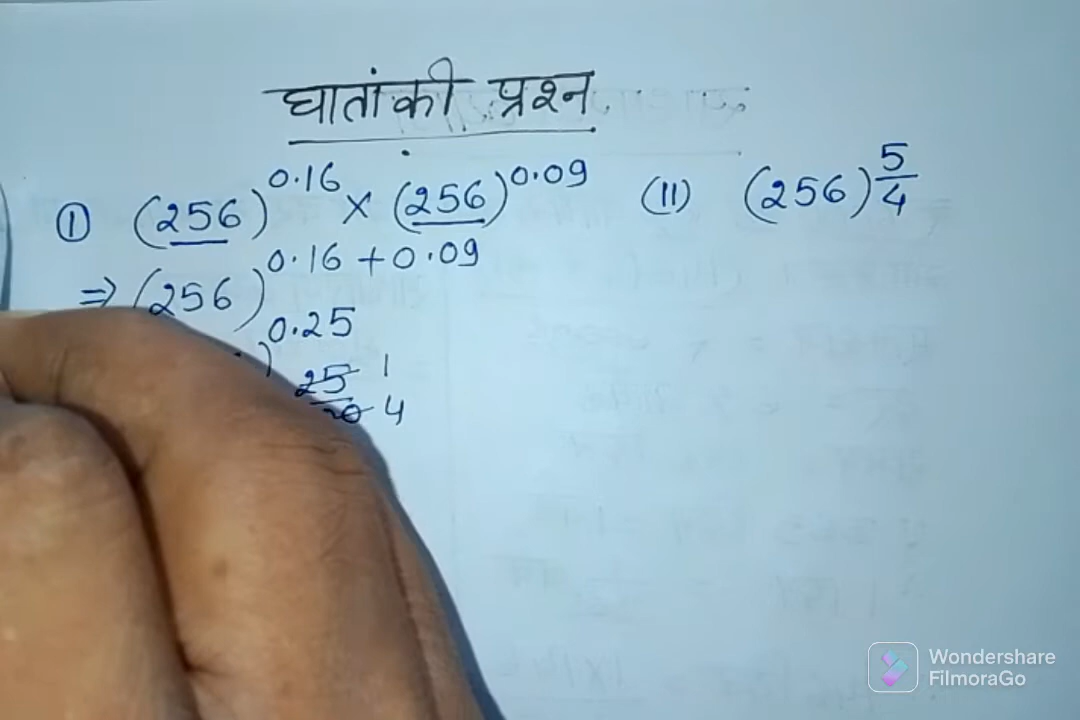 घातांकी प्रश्न
① (256)^0.16 × (256)^0.09
⇒ (256)^0.16 + 0.09
)^0.25
25 1
0 4
(II) (256)^5/4
Wondershare
FilmoraGo